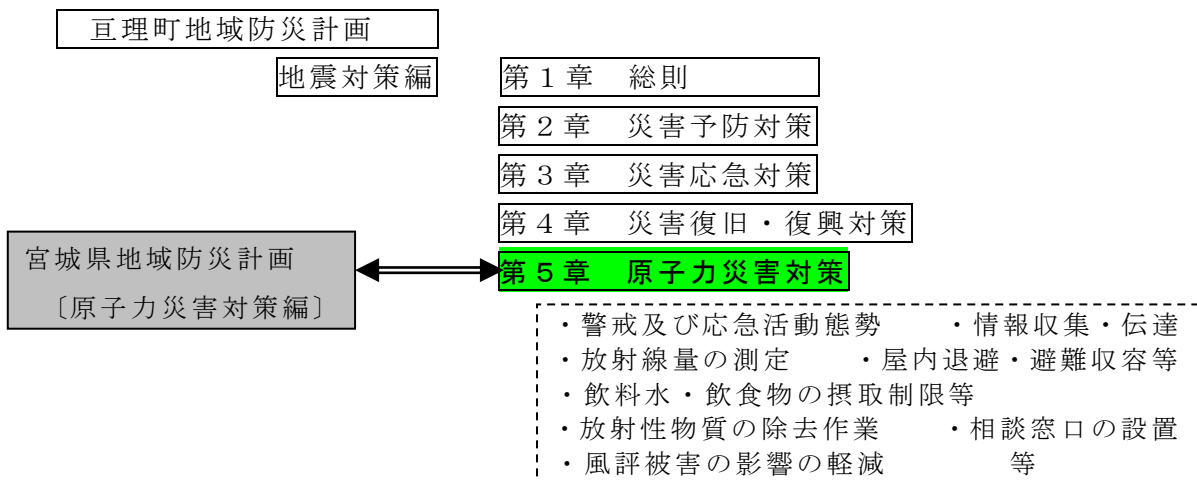 亘理町地域防災計画
地震対策編
第１章　総則
第２章　災害予防対策
第３章　災害応急対策
第４章　災害復旧・復興対策
宮城県地域防災計画
〔原子力災害対策編〕
第５章　原子力災害対策
・警戒及び応急活動態勢　・情報収集・伝達
・放射線量の測定　・屋内退避・避難収容等
・飲料水・飲食物の摂取制限等
・放射性物質の除去作業　・相談窓口の設置
・風評被害の影響の軽減　等